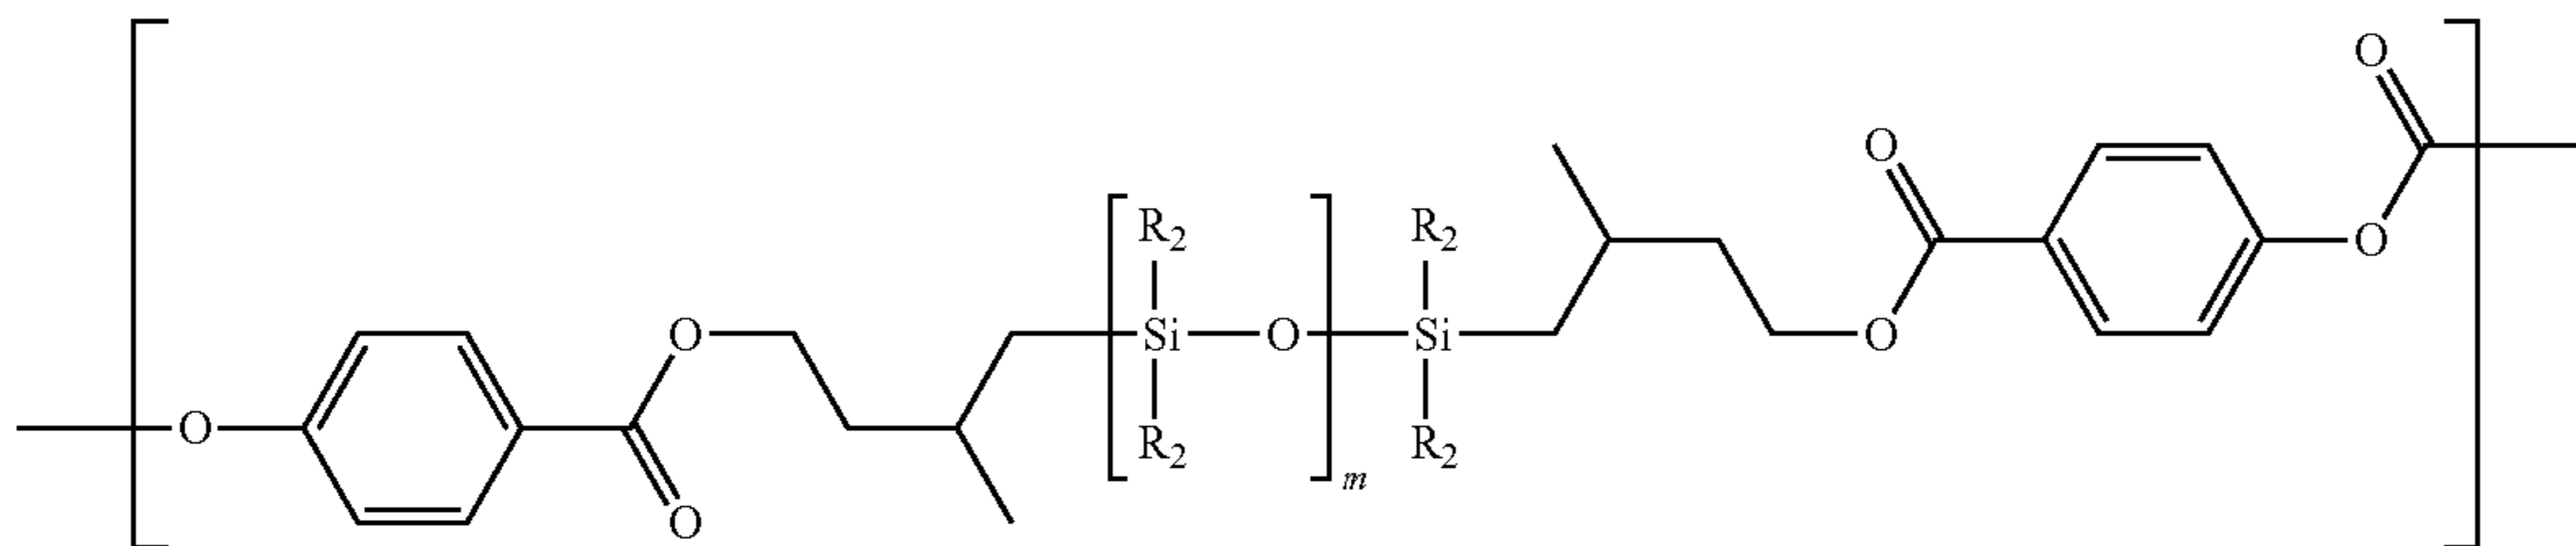 O
O O
R₂ R₂
O Si O Si O O
O R₂ R₂ m
O